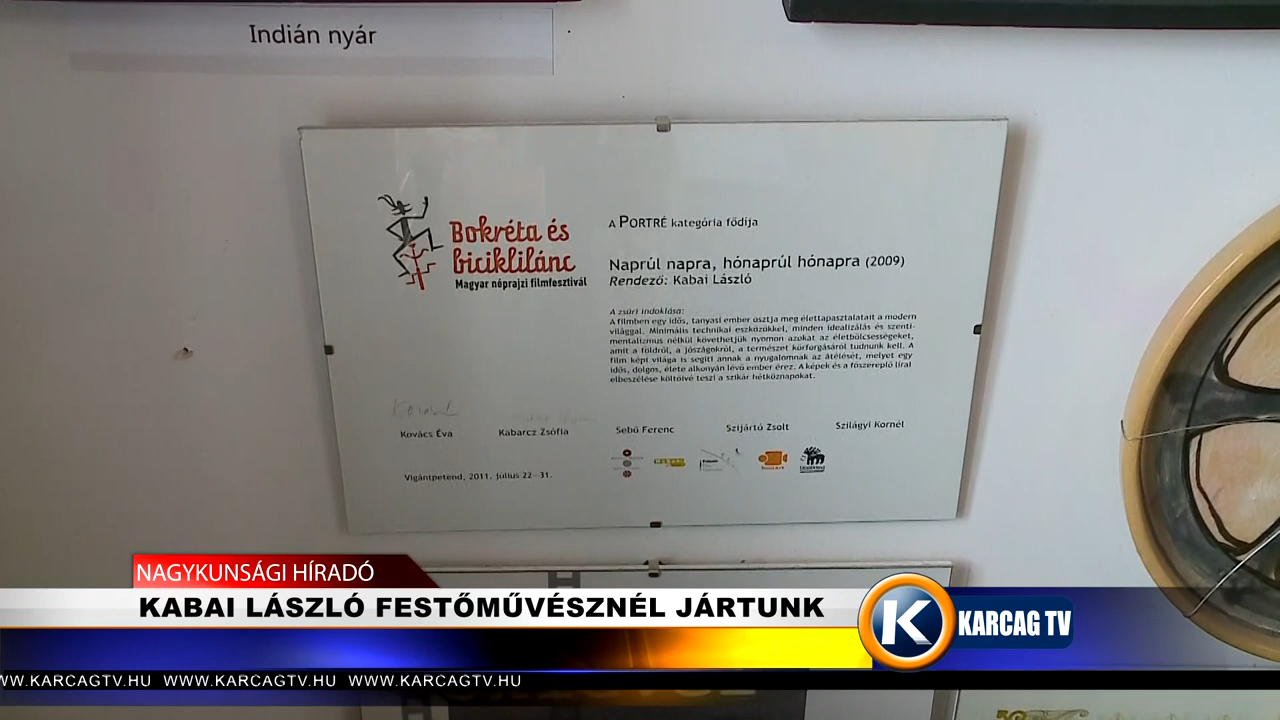 Indián nyár
Bokréta és
biciklilánc
Magyar néprajzi filmfesztivál
A PORTRÉ kategória fődíja
Naprúl napra, hónaprúl hónapra (2009)
Rendező: Kabai László
A zsűri indoklása:
A filmben egy idős, tanyasi ember osztja meg élettapasztalatait a modern
világgal. Minimális technikai eszközökkel, minden idealizálás és szenti-
mentalizmus nélkül követhetjük nyomon azokat az életbölcsességeket,
amit a földről, a jószágokról, a természet körforgásáról tudnunk kell. A
film képi világa is segíti annak a nyugalomnak az átélését, melyet egy
idős, dolgos, élete alkonyán lévő ember érez. A képek és a főszereplő lírai
elbeszélése költőivé teszi a szikár hétköznapokat.
Kovács Éva Kabarcz Zsófia Sebő Ferenc Szijártó Zsolt Szilágyi Kornél
Vigántpetend, 2011. július 22–31.
NAGYKUNSÁGI HÍRADÓ
KABAI LÁSZLÓ FESTŐMŰVÉSZNÉL JÁRTUNK
K KARCAG TV
WW.KARCAGTV.HU WWW.KARCAGTV.HU WWW.KARCAGTV.HU